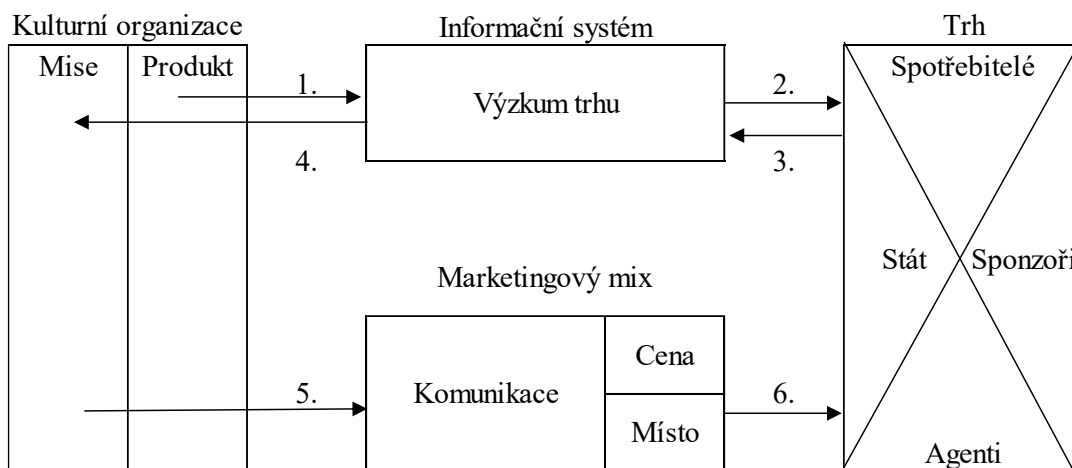 Kulturní organizace
Informační systém
Trh
Mise
Produkt
Spotřebitelé
1.
Výzkum trhu
2.
4.
3.
Stát
Sponzoři
Marketingový mix
Cena
5.
Komunikace
6.
Místo
Agenti